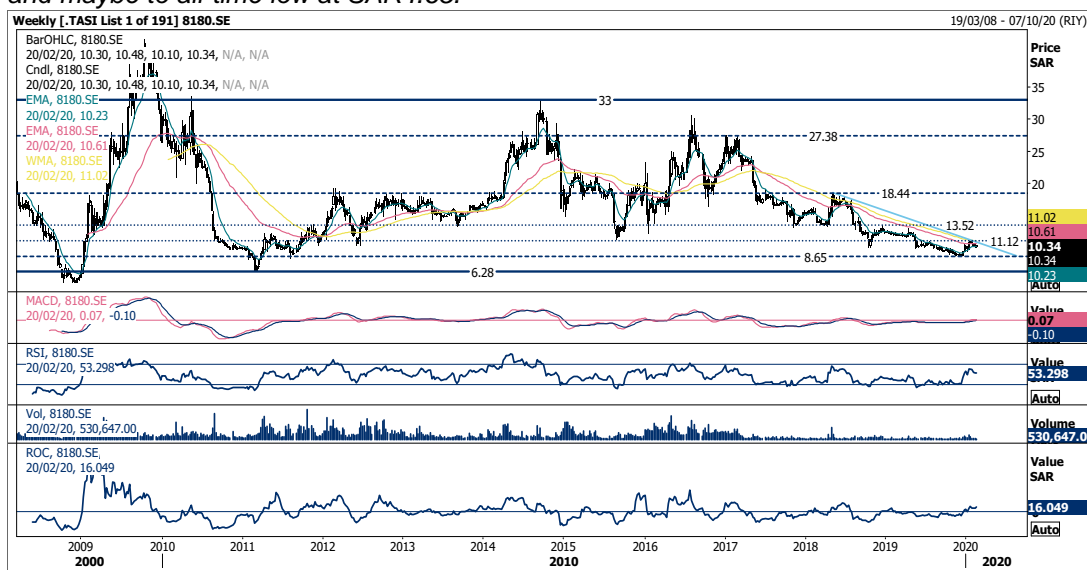 Weekly [.TASI List 1 of 191] 8180.SE
19/03/08 - 07/10/20 (RIY)
BarOHLC, 8180.SE
20/02/20, 10.30, 10.48, 10.10, 10.34, N/A, N/A
Cndl, 8180.SE
20/02/20, 10.30, 10.48, 10.10, 10.34, N/A, N/A
EMA, 8180.SE
20/02/20, 10.23
EMA, 8180.SE
20/02/20, 10.61
WMA, 8180.SE
20/02/20, 11.02
Price
SAR
35
30
25
20
33
27.38
18.44
13.52
11.12
8.65
6.28
11.02
10.61
10.34
10.34
10.23
Auto
MACD, 8180.SE
20/02/20, 0.07, -0.10
Value
0.07
-0.10
RSI, 8180.SE
20/02/20, 53.298
Value
53.298
Auto
Vol, 8180.SE
20/02/20, 530,647.00
Volume
530,647.0
ROC, 8180.SE
20/02/20, 16.049
Value
SAR
16.049
Auto
2009 2010 2011 2012 2013 2014 2015 2016 2017 2018 2019 2020
2000 2010 2020